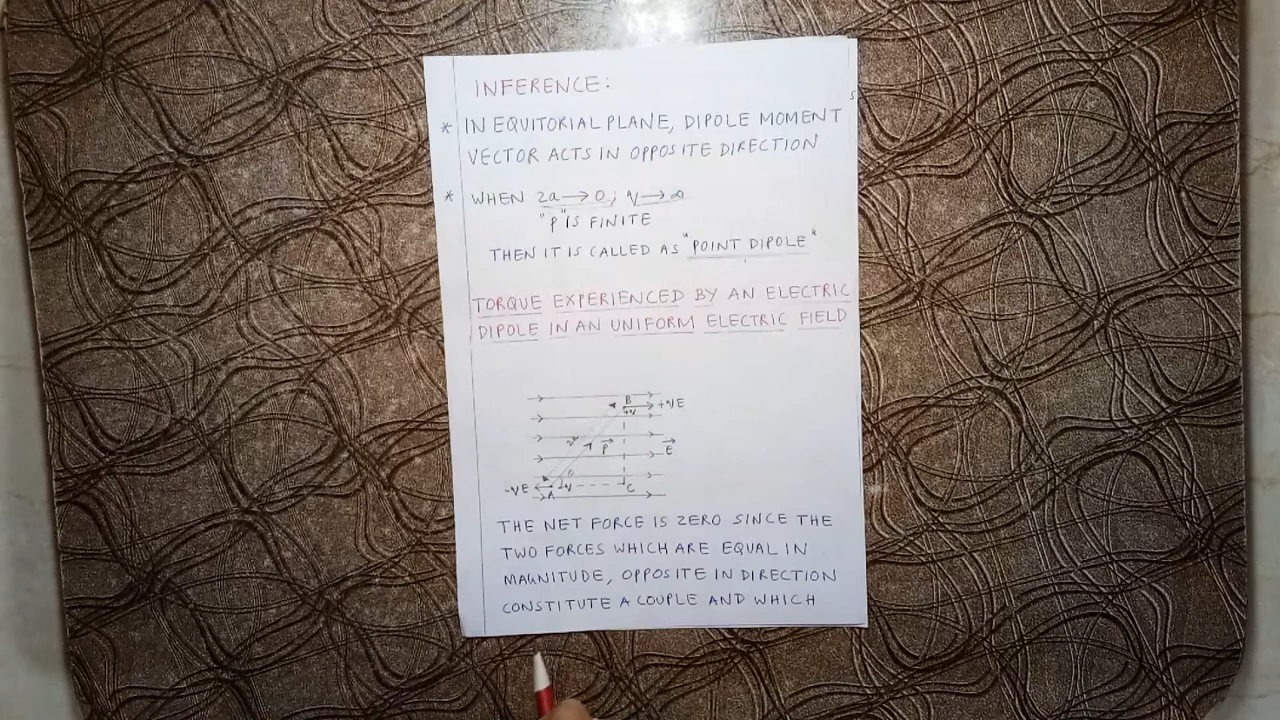 INFERENCE:
* IN EQUITORIAL PLANE, DIPOLE MOMENT
VECTOR ACTS IN OPPOSITE DIRECTION
* WHEN 2a→0; q→∞
"P" IS FINITE
THEN IT IS CALLED AS "POINT DIPOLE"
TORQUE EXPERIENCED BY AN ELECTRIC
DIPOLE IN AN UNIFORM ELECTRIC FIELD
B
+q
+qE
P
E
-qE
A
C
THE NET FORCE IS ZERO SINCE THE
TWO FORCES WHICH ARE EQUAL IN
MAGNITUDE, OPPOSITE IN DIRECTION
CONSTITUTE A COUPLE AND WHICH